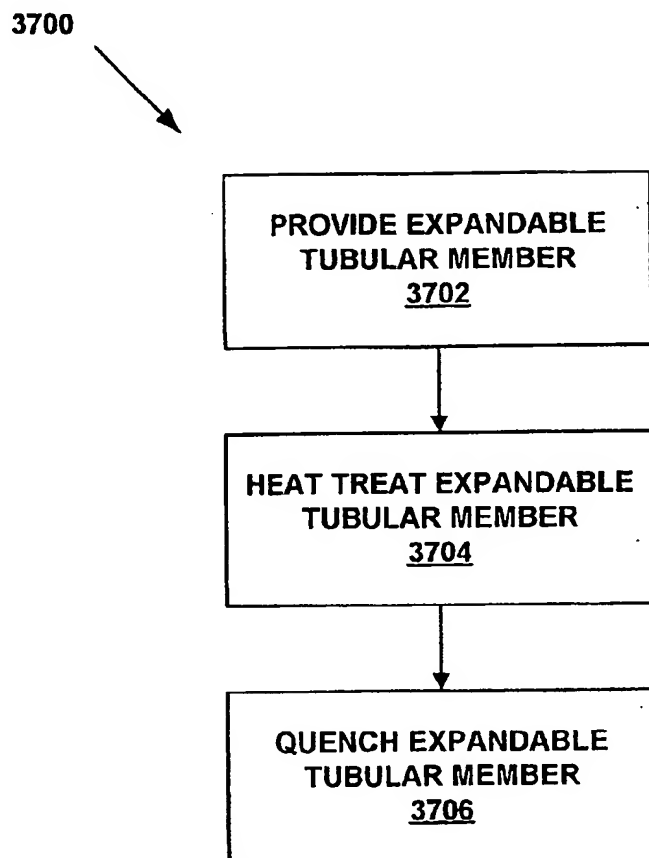 3700
PROVIDE EXPANDABLE
TUBULAR MEMBER
3702
HEAT TREAT EXPANDABLE
TUBULAR MEMBER
3704
QUENCH EXPANDABLE
TUBULAR MEMBER
3706